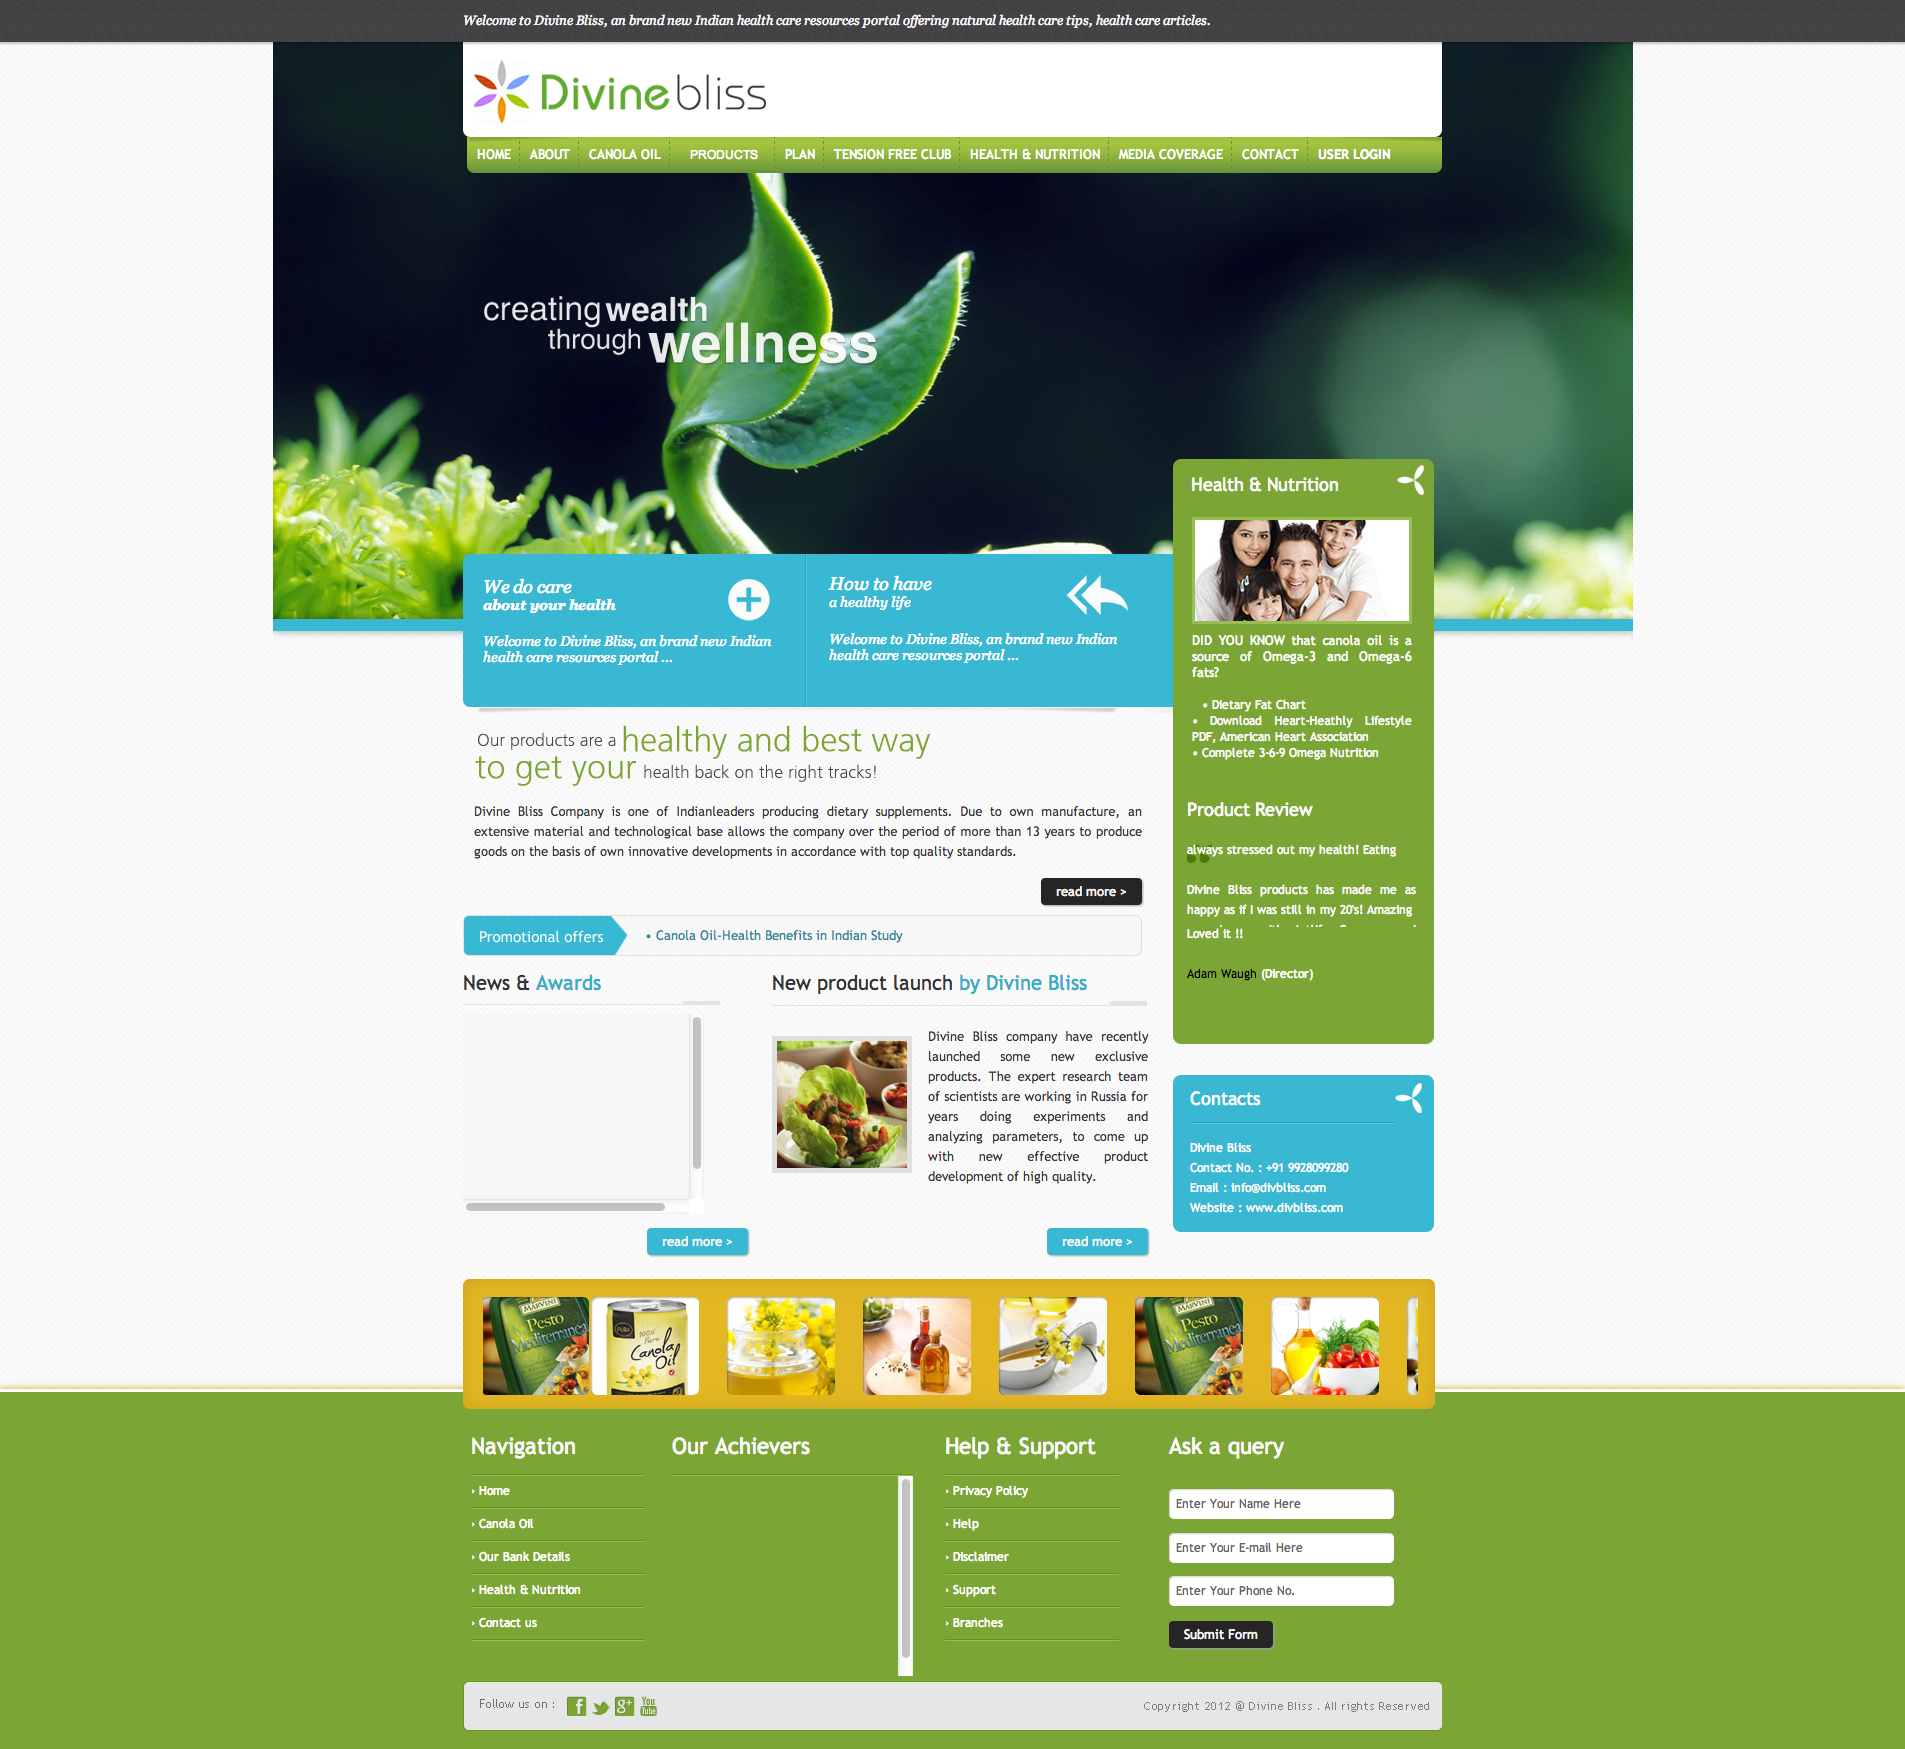 Welcome to Divine Bliss, an brand new Indian health care resources portal offering natural health care tips, health care articles.
Divine bliss
HOME ABOUT CANOLA OIL PRODUCTS PLAN TENSION FREE CLUB HEALTH & NUTRITION MEDIA COVERAGE CONTACT USER LOGIN
creating wealth
through wellness
We do care
about your health
Welcome to Divine Bliss, an brand new Indian
health care resources portal ...
How to have
a healthy life
Welcome to Divine Bliss, an brand new Indian
health care resources portal ...
Health & Nutrition
DID YOU KNOW that canola oil is a
source of Omega-3 and Omega-6
fats?
• Dietary Fat Chart
• Download Heart-Heathly Lifestyle
PDF, American Heart Association
• Complete 3-6-9 Omega Nutrition
Product Review
always stressed out my health! Eating
Divine Bliss products has made me as
happy as if I was still in my 20's! Amazing
Loved it !!
Adam Waugh (Director)
Our products are a healthy and best way
to get your health back on the right tracks!
Divine Bliss Company is one of Indianleaders producing dietary supplements. Due to own manufacture, an
extensive material and technological base allows the company over the period of more than 13 years to produce
goods on the basis of own innovative developments in accordance with top quality standards.
read more >
Promotional offers
• Canola Oil-Health Benefits in Indian Study
News & Awards
read more >
New product launch by Divine Bliss
Divine Bliss company have recently
launched some new exclusive
products. The expert research team
of scientists are working in Russia for
years doing experiments and
analyzing parameters, to come up
with new effective product
development of high quality.
read more >
Contacts
Divine Bliss
Contact No. : +91 9928099280
Email : info@divbliss.com
Website : www.divbliss.com
MARVINI
Pesto
Mediterranea
PURA
100%
Pure
Canola
Oil
MARVINI
Pesto
Mediterranea
Navigation
Home
Canola Oil
Our Bank Details
Health & Nutrition
Contact us
Our Achievers
Help & Support
Privacy Policy
Help
Disclaimer
Support
Branches
Ask a query
Enter Your Name Here
Enter Your E-mail Here
Enter Your Phone No.
Submit Form
Follow us on :
You
Tube
Copyright 2012 @ Divine Bliss . All rights Reserved